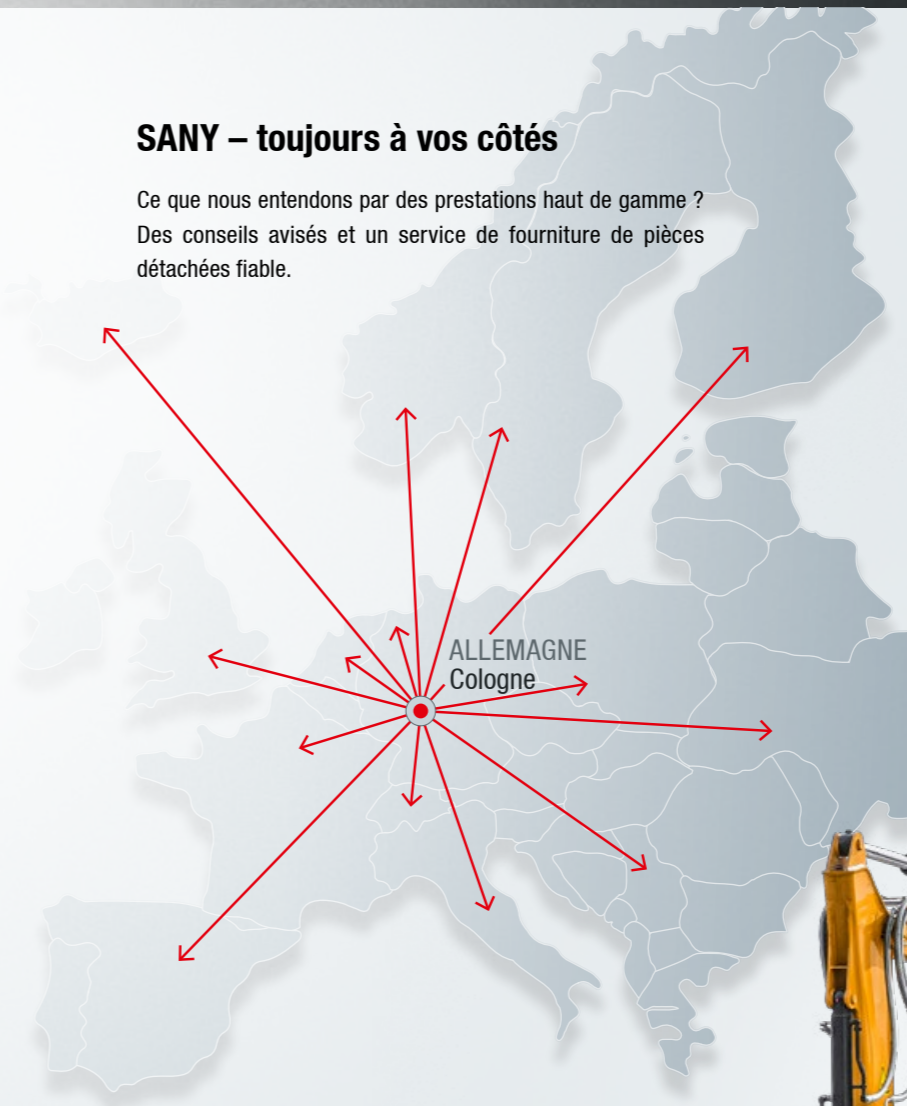 SANY – toujours à vos côtés
Ce que nous entendons par des prestations haut de gamme ?
Des conseils avisés et un service de fourniture de pièces
détachées fiable.
ALLEMAGNE
Cologne